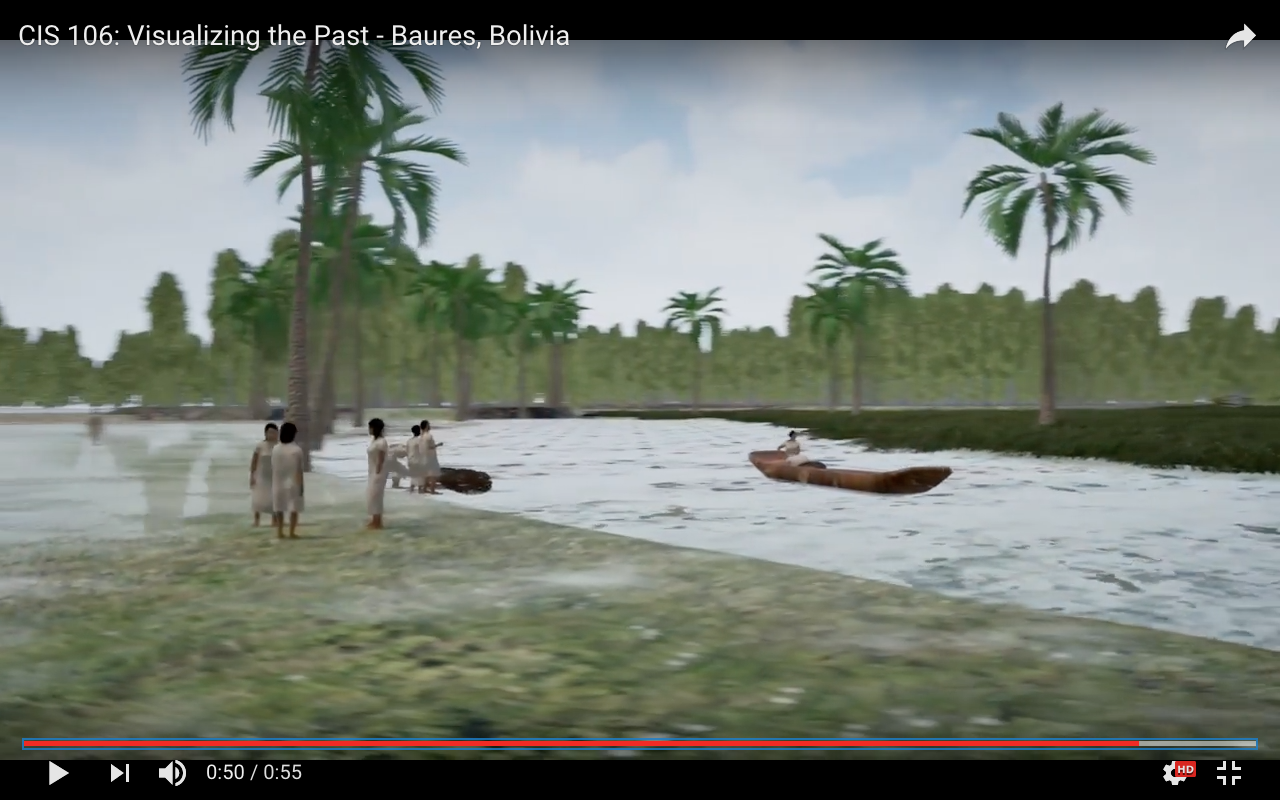 CIS 106: Visualizing the Past - Baures, Bolivia
0:50 / 0:55
HD